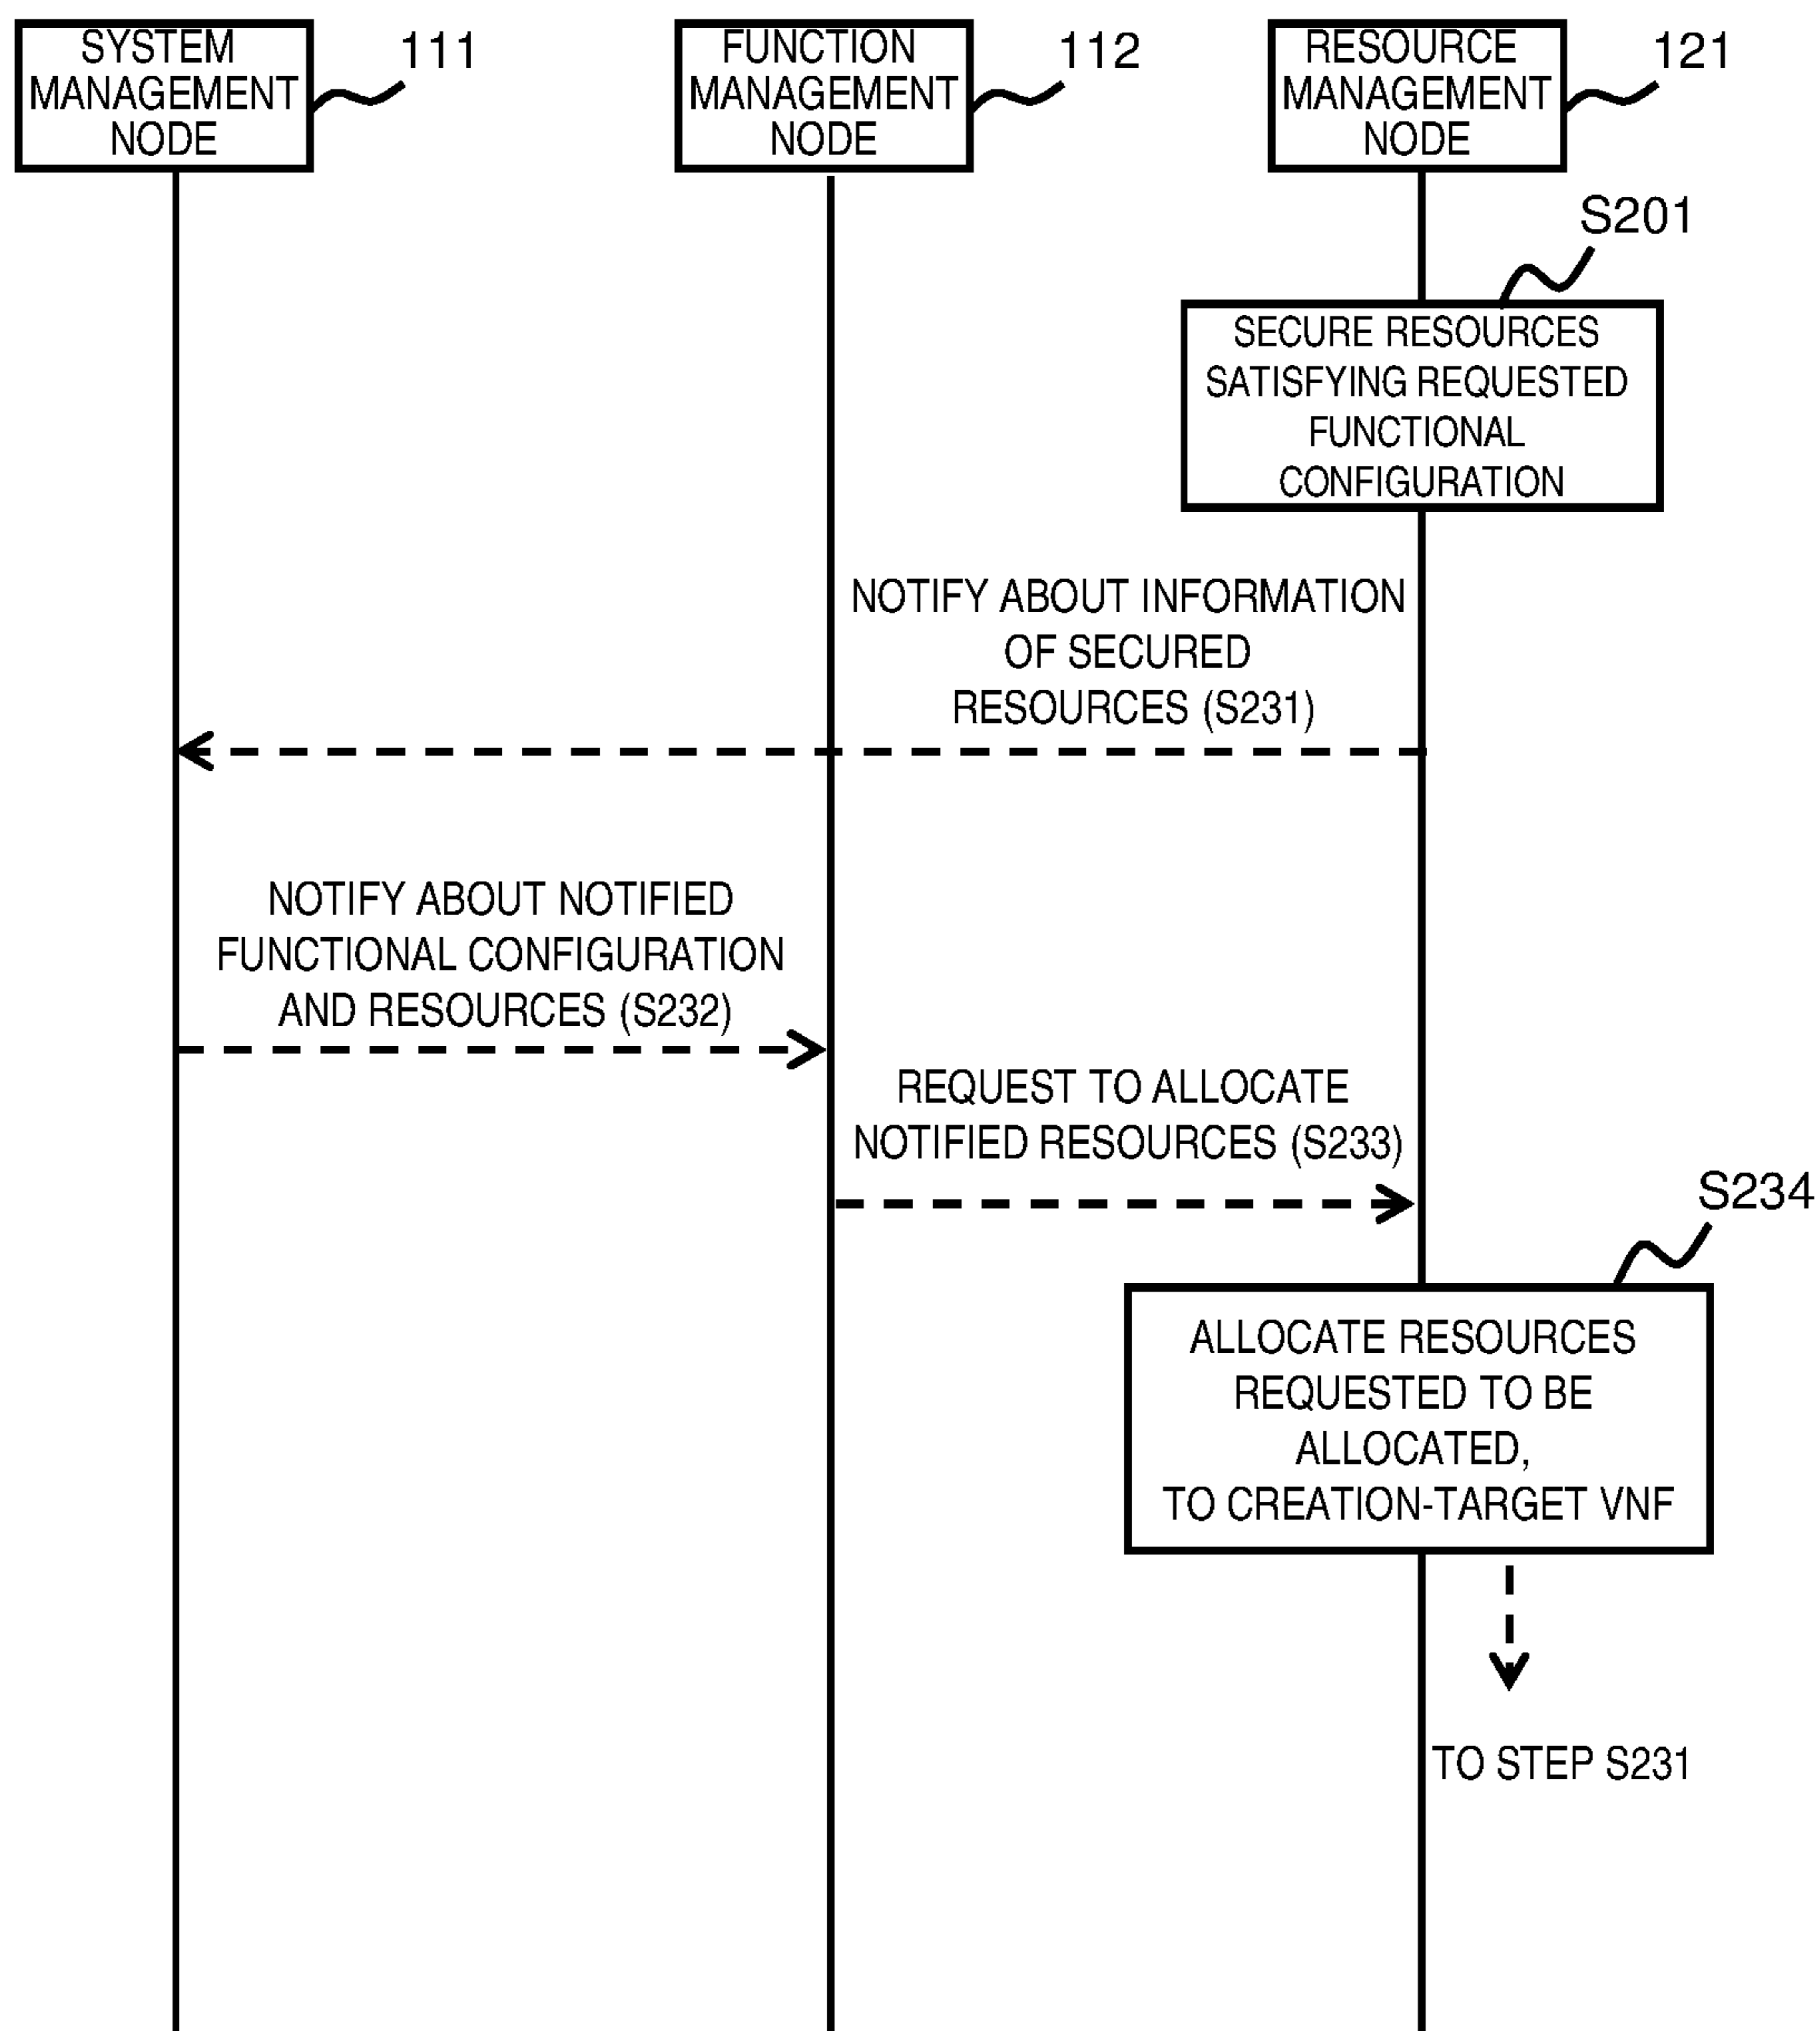 SYSTEM
MANAGEMENT
NODE
111
FUNCTION
MANAGEMENT
NODE
112
RESOURCE
MANAGEMENT
NODE
121
S201
SECURE RESOURCES
SATISFYING REQUESTED
FUNCTIONAL
CONFIGURATION
NOTIFY ABOUT INFORMATION
OF SECURED
RESOURCES (S231)
NOTIFY ABOUT NOTIFIED
FUNCTIONAL CONFIGURATION
AND RESOURCES (S232)
REQUEST TO ALLOCATE
NOTIFIED RESOURCES (S233)
S234
ALLOCATE RESOURCES
REQUESTED TO BE
ALLOCATED,
TO CREATION-TARGET VNF
TO STEP S231